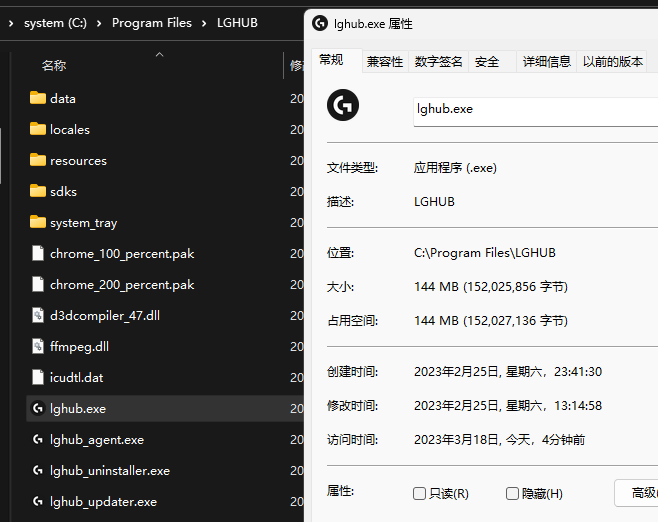 system (C:) > Program Files > LGHUB
名称
修
data
20
locales
20
resources
20
sdks
20
system_tray
20
chrome_100_percent.pak
20
chrome_200_percent.pak
20
d3dcompiler_47.dll
20
ffmpeg.dll
20
icudtl.dat
20
lghub.exe
20
lghub_agent.exe
20
lghub_uninstaller.exe
20
lghub_updater.exe
20
lghub.exe 属性
常规 兼容性 数字签名 安全 详细信息 以前的版本
lghub.exe
文件类型: 应用程序 (.exe)
描述: LGHUB
位置: C:\Program Files\LGHUB
大小: 144 MB (152,025,856 字节)
占用空间: 144 MB (152,027,136 字节)
创建时间: 2023年2月25日, 星期六，23:41:30
修改时间: 2023年2月25日, 星期六，13:14:58
访问时间: 2023年3月18日, 今天，4分钟前
属性: 只读(R) 隐藏(H) 高级(